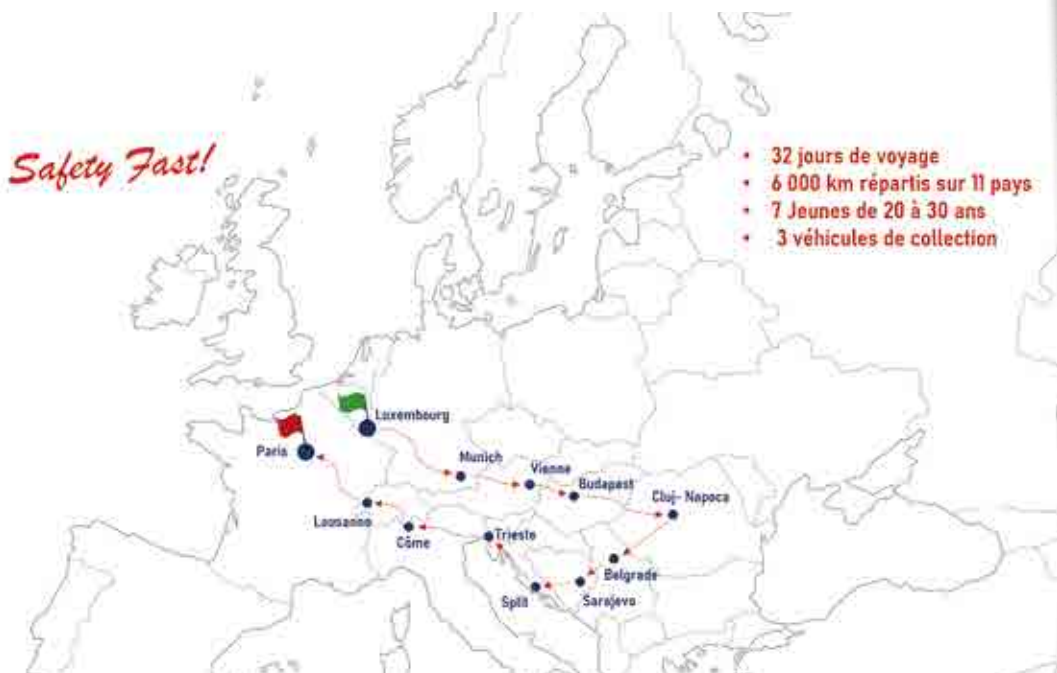 Safety Fast!
• 32 jours de voyage
• 6 000 km répartis sur 11 pays
• 7 Jeunes de 20 à 30 ans
• 3 véhicules de collection
Luxembourg
Paris
Munich
Vienne
Budapest
Cluj- Napoca
Lausanne
Côme
Trieste
Belgrade
Split
Sarajevo